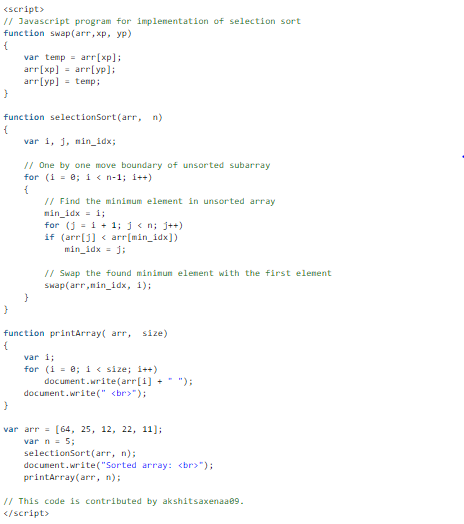 <script>
// Javascript program for implementation of selection sort
function swap(arr,xp, yp)
{
    var temp = arr[xp];
    arr[xp] = arr[yp];
    arr[yp] = temp;
}

function selectionSort(arr,  n)
{
    var i, j, min_idx;

    // One by one move boundary of unsorted subarray
    for (i = 0; i < n-1; i++)
    {
        // Find the minimum element in unsorted array
        min_idx = i;
        for (j = i + 1; j < n; j++)
        if (arr[j] < arr[min_idx])
            min_idx = j;

        // Swap the found minimum element with the first element
        swap(arr,min_idx, i);
    }
}

function printArray( arr,  size)
{
    var i;
    for (i = 0; i < size; i++)
        document.write(arr[i] + " ");
    document.write(" <br>");
}

var arr = [64, 25, 12, 22, 11];
    var n = 5;
    selectionSort(arr, n);
    document.write("Sorted array: <br>");
    printArray(arr, n);

// This code is contributed by akshitsaxenaa09.
</script>